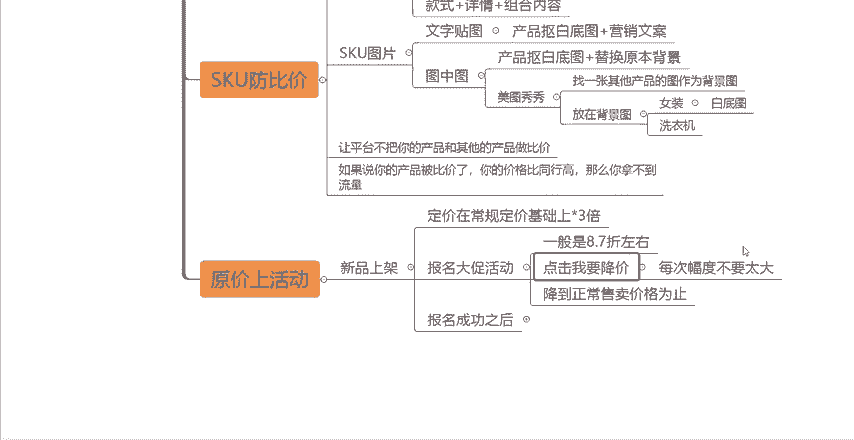 款式+详情+组合内容
文字贴图
产品抠白底图+营销文案
SKU图片
产品抠白底图+替换原本背景
图中图
SKU防比价
找一张其他产品的图作为背景图
美图秀秀
女装
白底图
放在背景图
洗衣机
让平台不把你的产品和其他的产品做比价
如果说你的产品被比价了，你的价格比同行高，那么你拿不到
流量
定价在常规定价基础上*3倍
一般是8.7折左右
原价上活动
新品上架
报名大促活动
点击我要降价
每次幅度不要太大
降到正常售卖价格为止
报名成功之后